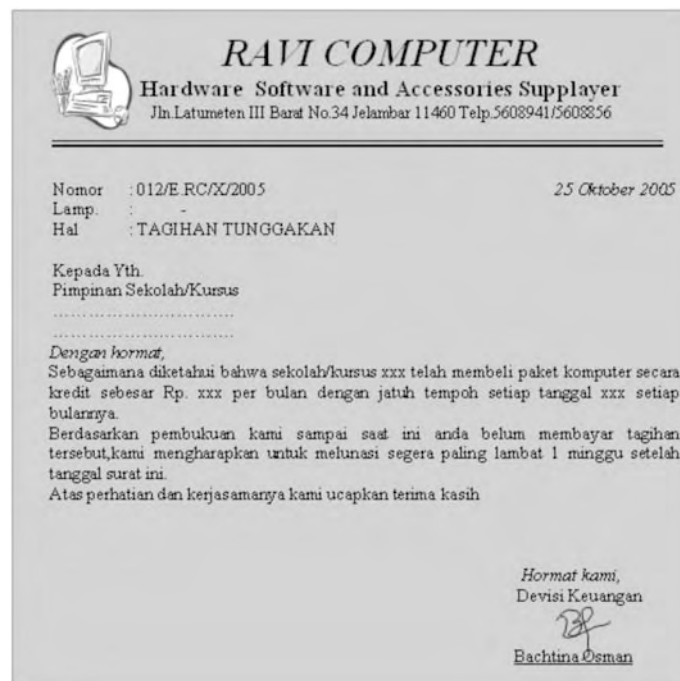 RAVI COMPUTER
Hardware Software and Accessories Supplayer
Jln.Latumeten III Barat No.34 Jelambar 11460 Telp.5608941/5608856
Nomor : 012/E.RC/X/2005 25 Oktober 2005
Lamp. : -
Hal : TAGIHAN TUNGGAKAN
Kepada Yth.
Pimpinan Sekolah/Kursus
...............................
...............................
Dengan hormat,
Sebagaimana diketahui bahwa sekolah/kursus xxx telah membeli paket komputer secara
kredit sebesar Rp. xxx per bulan dengan jatuh tempoh setiap tanggal xxx setiap
bulannya.
Berdasarkan pembukuan kami sampai saat ini anda belum membayar tagihan
tersebut,kami mengharapkan untuk melunasi segera paling lambat 1 minggu setelah
tanggal surat ini.
Atas perhatian dan kerjasamanya kami ucapkan terima kasih
Hormat kami,
Devisi Keuangan
Bachtina Osman